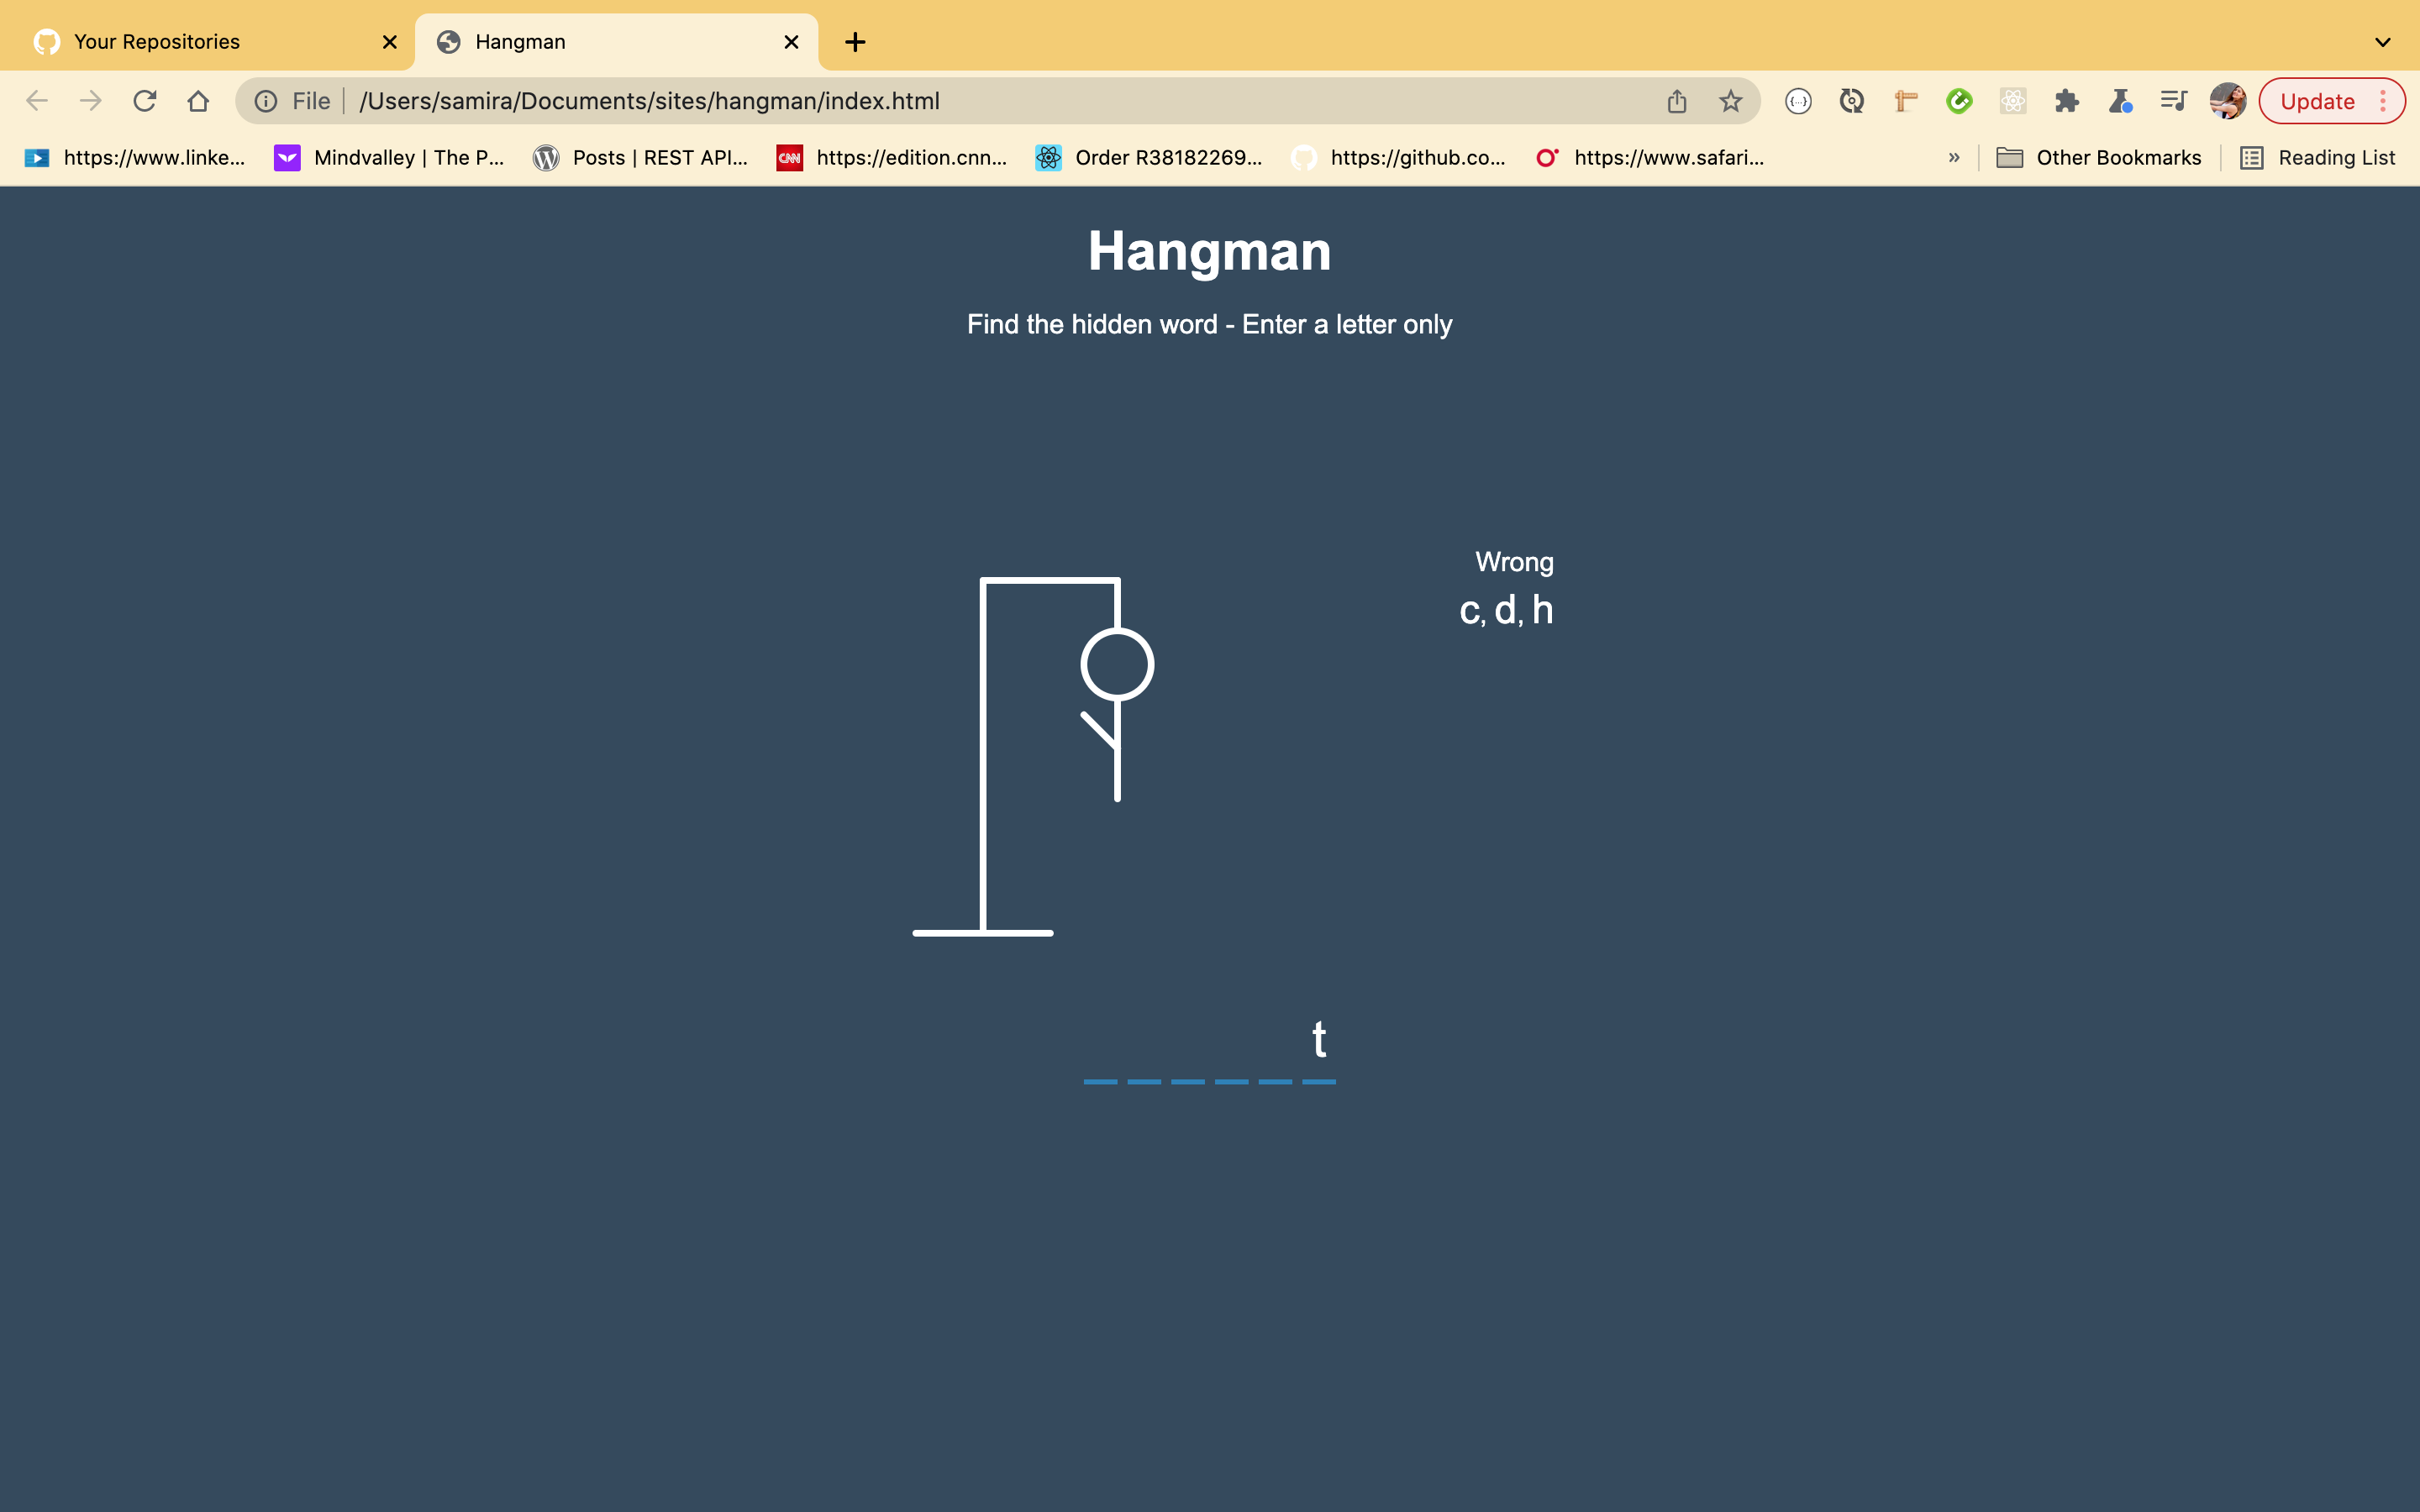 Your Repositories
Hangman
File /Users/samira/Documents/sites/hangman/index.html
Update
https://www.linke...
Mindvalley | The P...
Posts | REST API...
CNN
https://edition.cnn...
Order R38182269...
https://github.co...
https://www.safari...
»
Other Bookmarks
Reading List
Hangman
Find the hidden word - Enter a letter only
Wrong
c, d, h
t